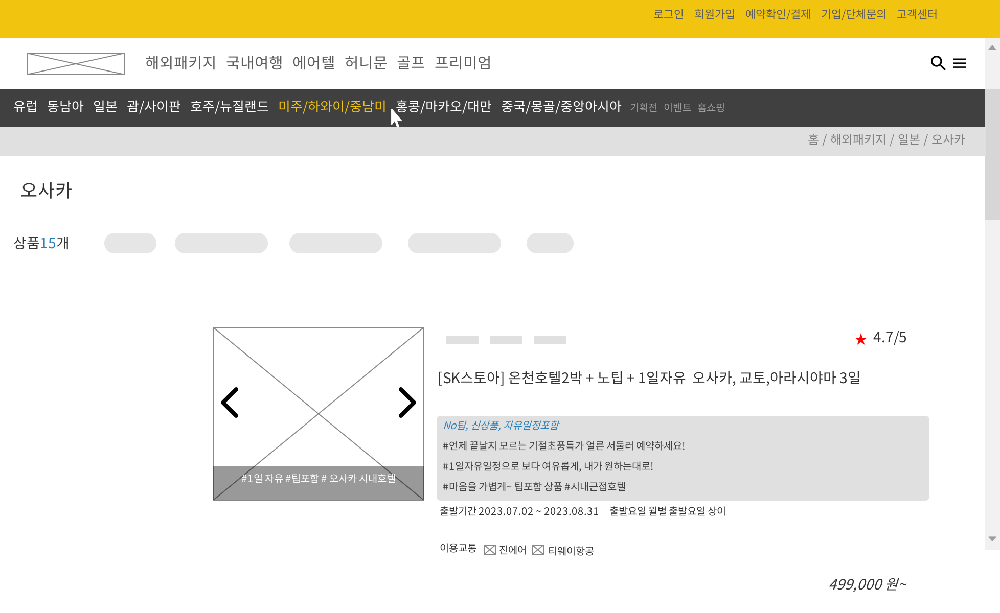 로그인 회원가입 예약확인/결제 기업/단체문의 고객센터
해외패키지 국내여행 에어텔 허니문 골프 프리미엄
유럽 동남아 일본 괌/사이판 호주/뉴질랜드 미주/하와이/중남미 홍콩/마카오/대만 중국/몽골/중앙아시아 기획전 이벤트 홈쇼핑
홈 / 해외패키지 / 일본 / 오사카
오사카
상품15개
4.7/5
[SK스토아] 온천호텔2박 + 노팁 + 1일자유 오사카, 교토,아라시야마 3일
No팁, 신상품, 자유일정포함
#언제 끝날지 모르는 기절초풍특가 얼른 서둘러 예약하세요!
#1일자유일정으로 보다 여유롭게, 내가 원하는대로!
#1일 자유 #팁포함 # 오사카 시내호텔
#마음을 가볍게~ 팁포함 상품 #시내근접호텔
출발기간 2023.07.02 ~ 2023.08.31 출발요일 월별 출발요일 상이
이용교통 진에어 티웨이항공
499,000 원~